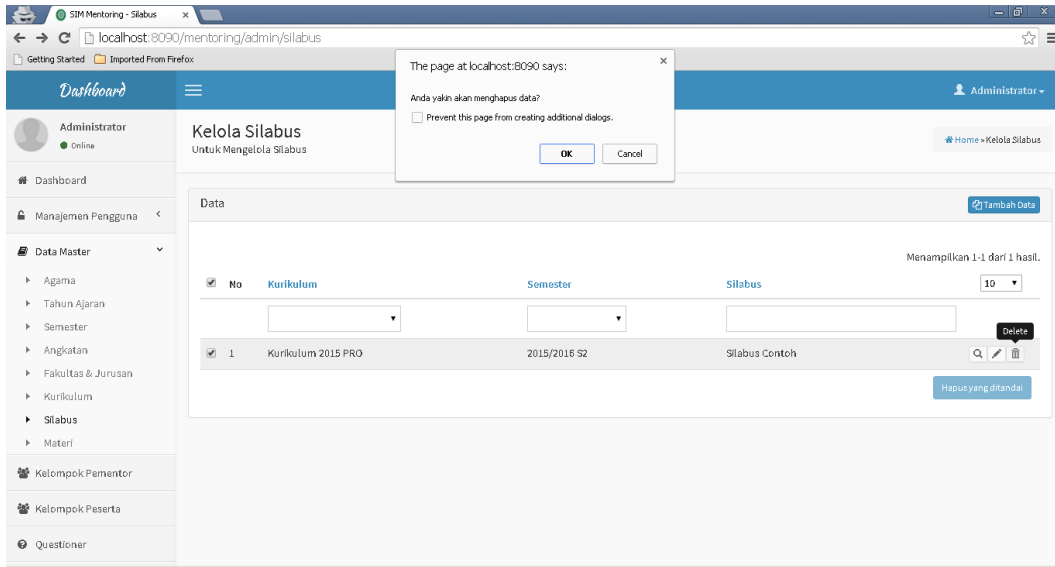 SIM Mentoring - Silabus
localhost:8090/mentoring/admin/silabus
Getting Started Imported From Firefox
The page at localhost:8090 says:
Anda yakin akan menghapus data?
Prevent this page from creating additional dialogs.
OK Cancel
Dashboard
Administrator
Administrator
Online
Kelola Silabus
Untuk Mengelola Silabus
Home » Kelola Silabus
Dashboard
Manajemen Pengguna
Data Master
Agama
Tahun Ajaran
Semester
Angkatan
Fakultas & Jurusan
Kurikulum
Silabus
Materi
Kelompok Pementor
Kelompok Peserta
Questioner
Data
Tambah Data
Menampilkan 1-1 dari 1 hasil.
No Kurikulum Semester Silabus 10
Delete
1 Kurikulum 2015 PRO 2015/2016 S2 Silabus Contoh
Hapus yang ditandai